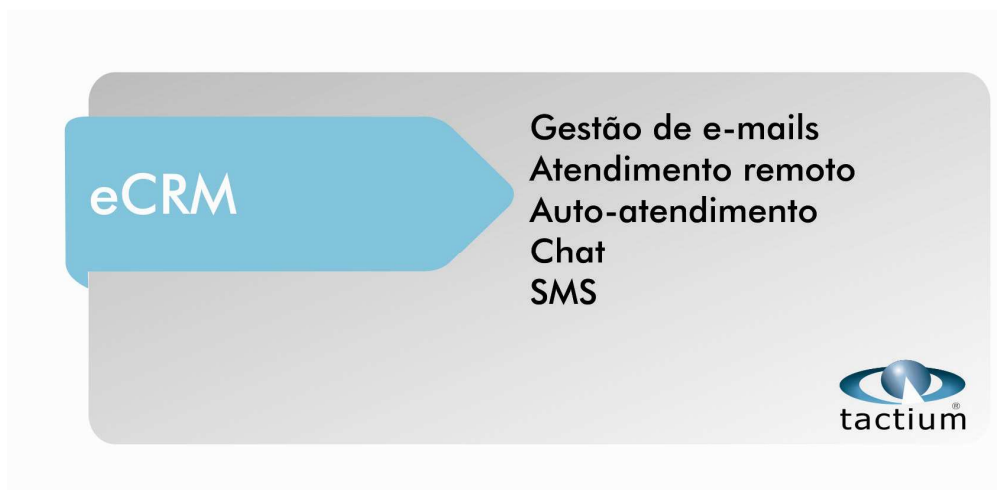 eCRM
Gestão de e-mails
Atendimento remoto
Auto-atendimento
Chat
SMS
tactium®